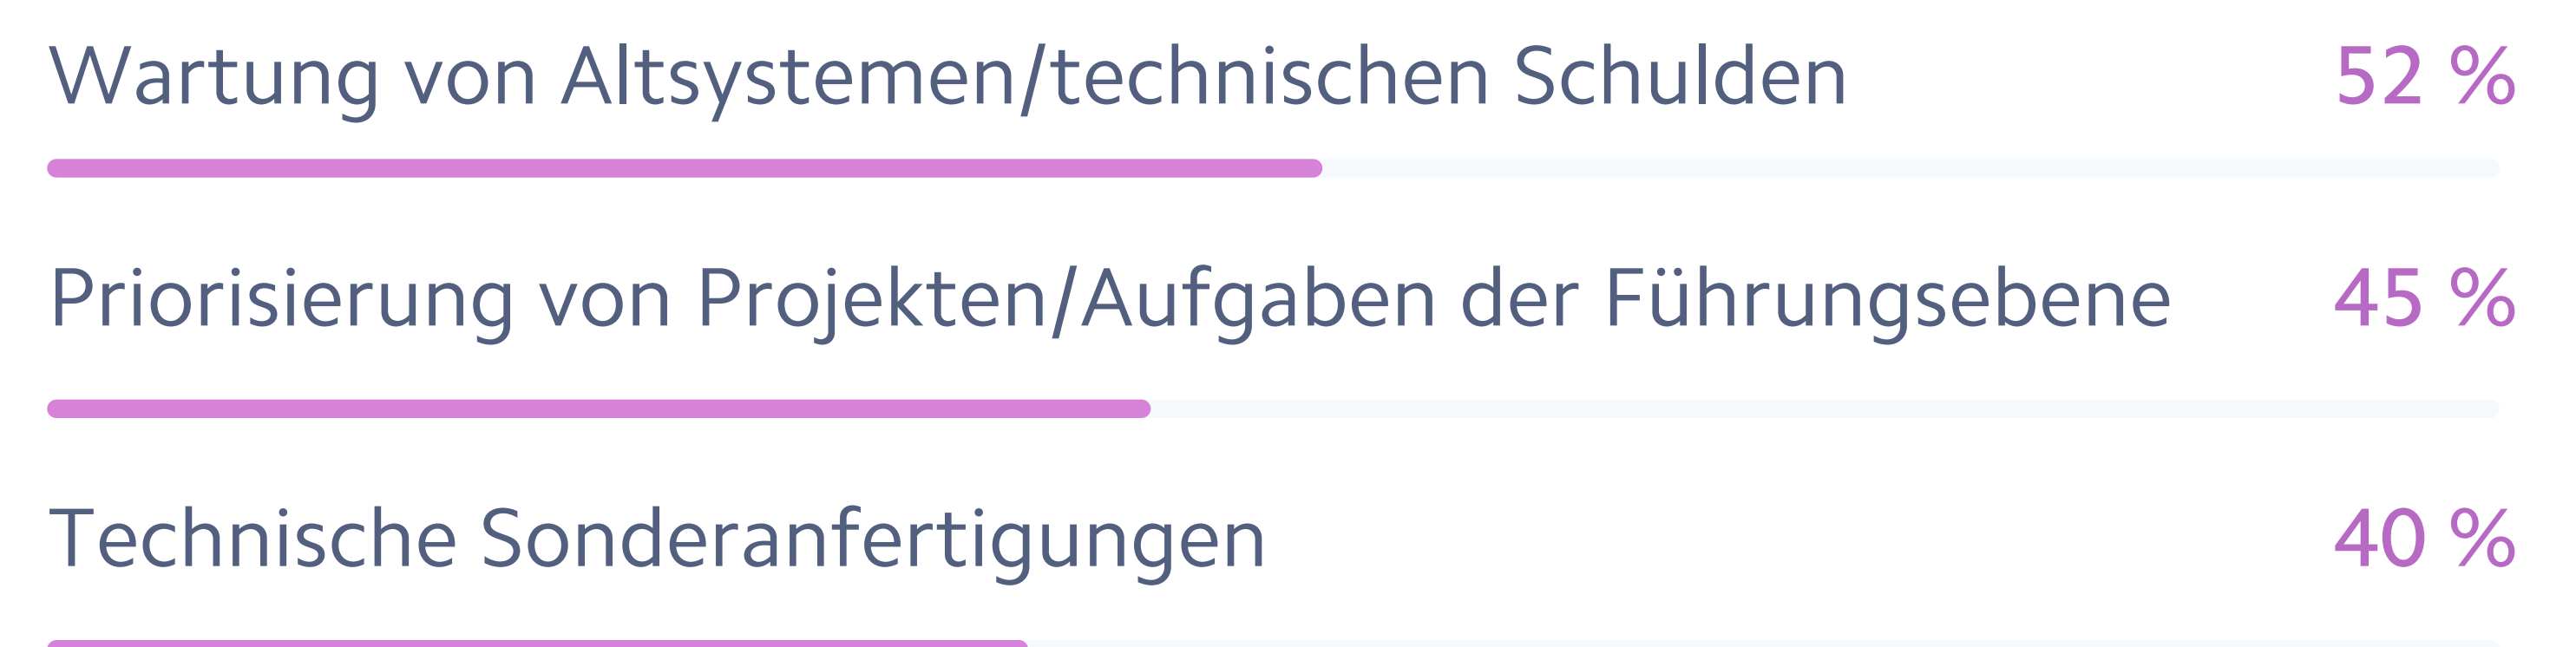 Wartung von Altsystemen/technischen Schulden 52 %
Priorisierung von Projekten/Aufgaben der Führungsebene 45 %
Technische Sonderanfertigungen 40 %